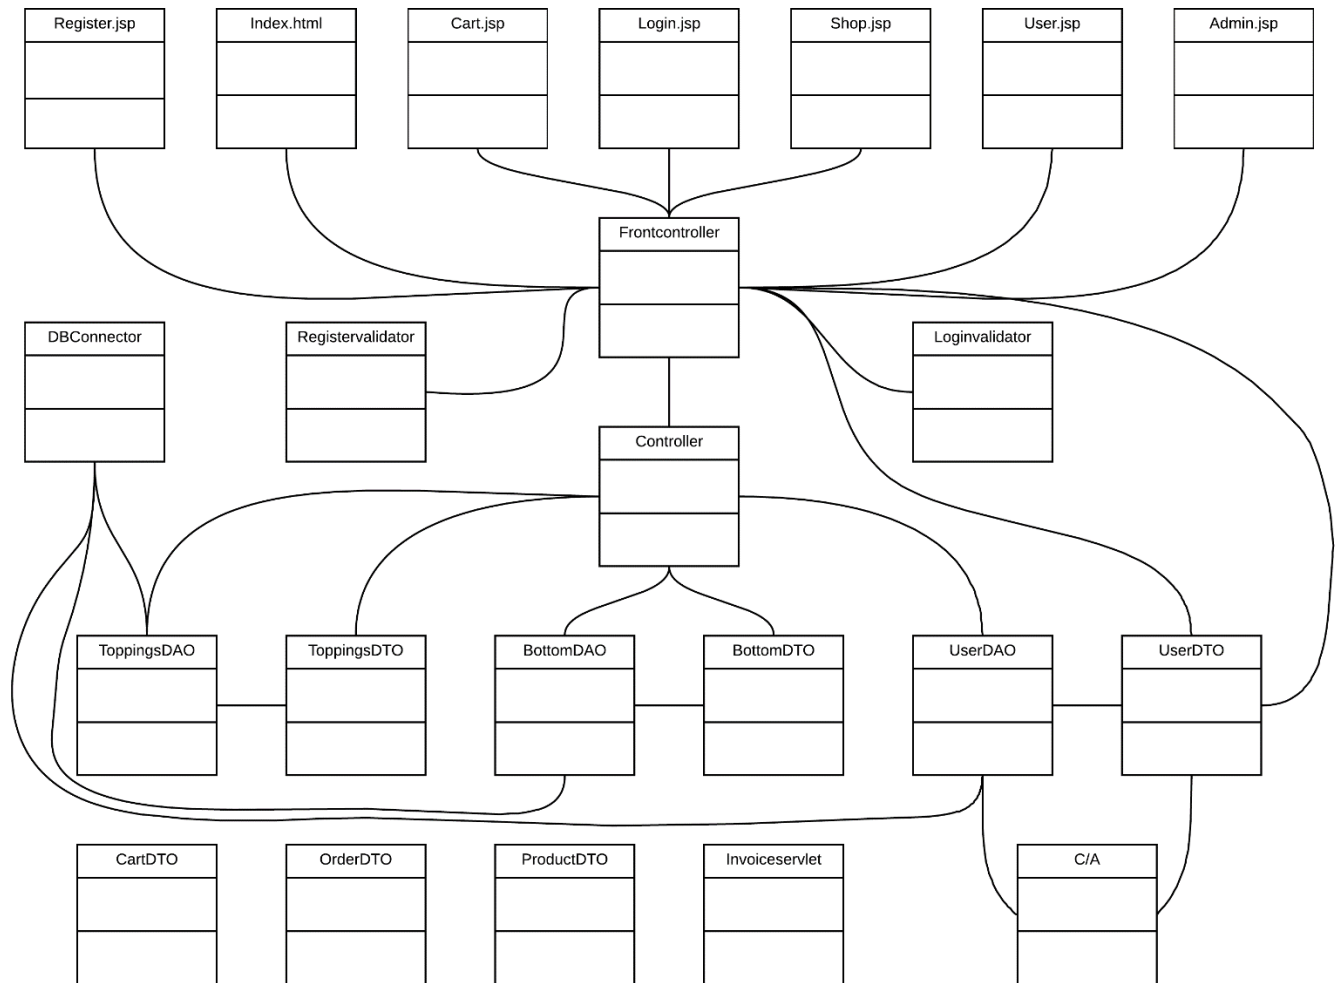 Register.jsp
Index.html
Cart.jsp
Login.jsp
Shop.jsp
User.jsp
Admin.jsp
Frontcontroller
DBConnector
Registervalidator
Loginvalidator
Controller
ToppingsDAO
ToppingsDTO
BottomDAO
BottomDTO
UserDAO
UserDTO
CartDTO
OrderDTO
ProductDTO
Invoiceservlet
C/A